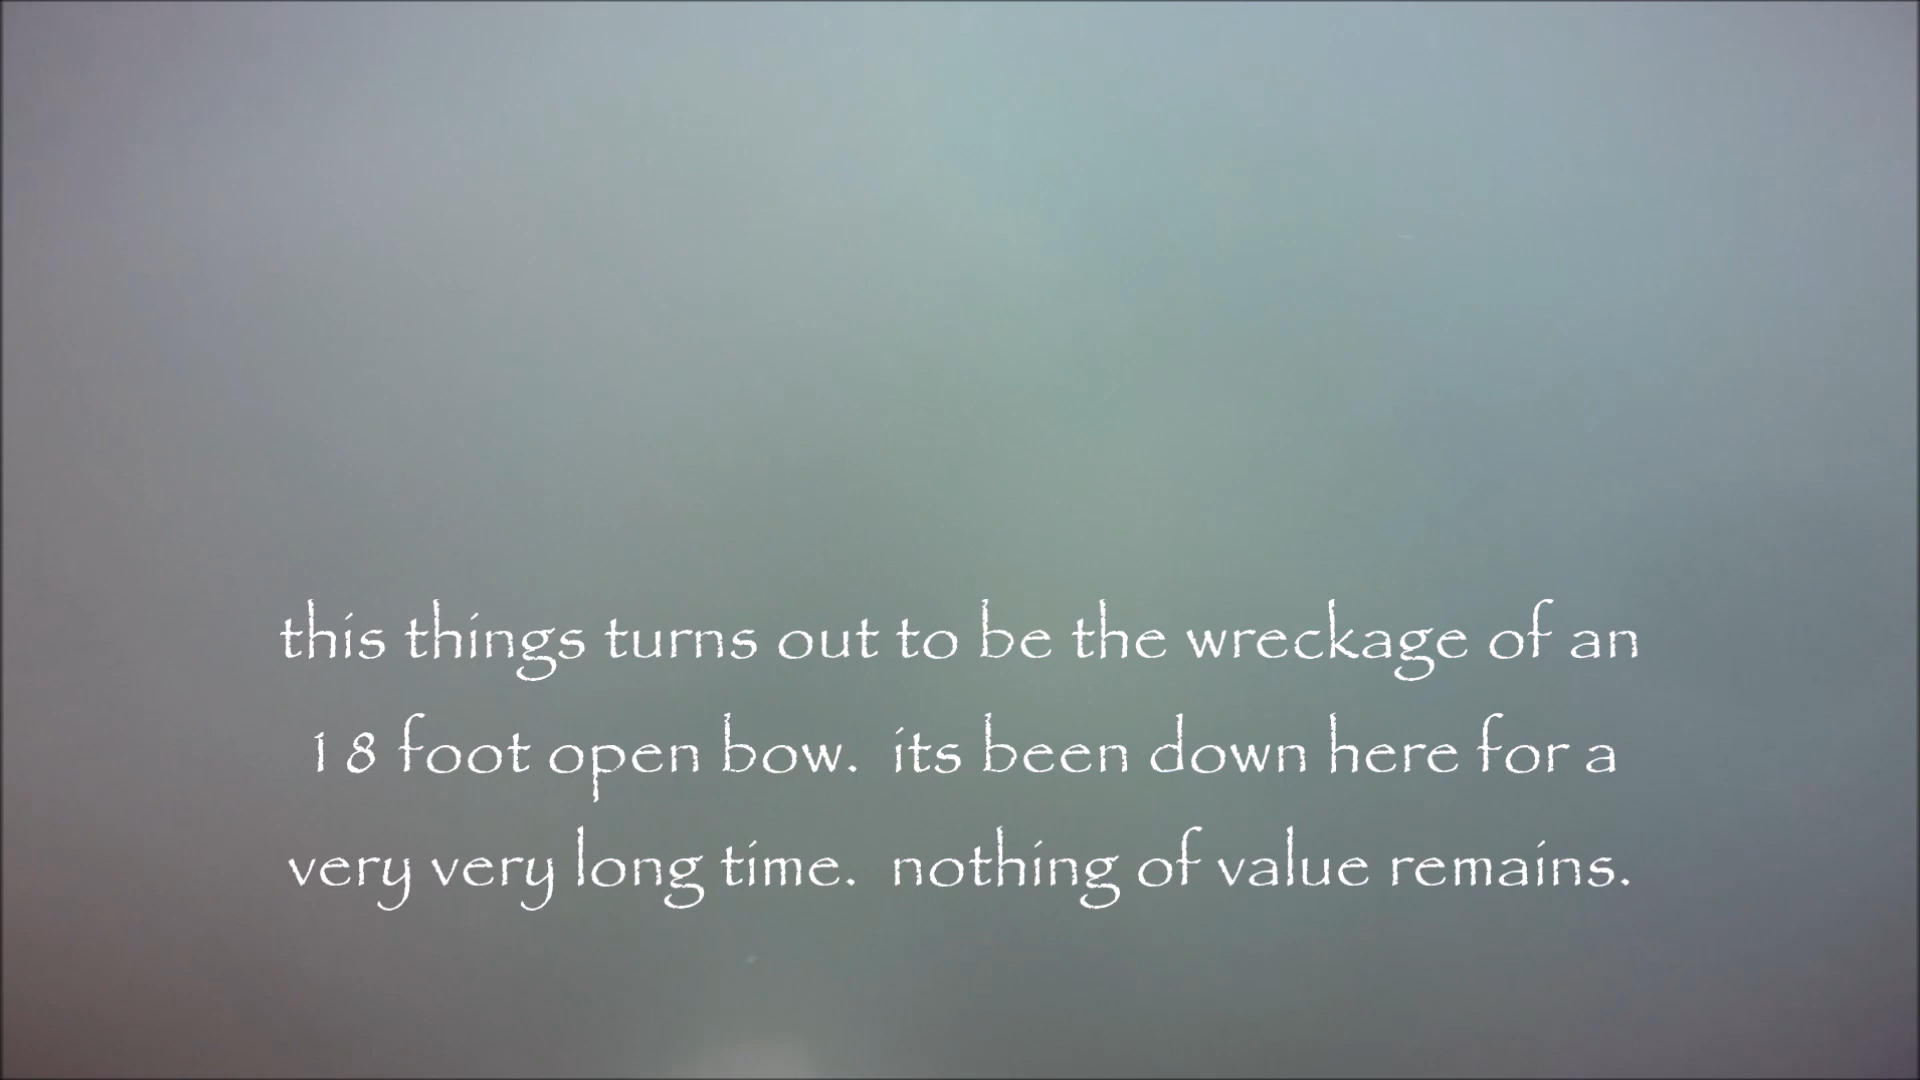 this things turns out to be the wreckage of an
18 foot open bow.  its been down here for a
very very long time.  nothing of value remains.